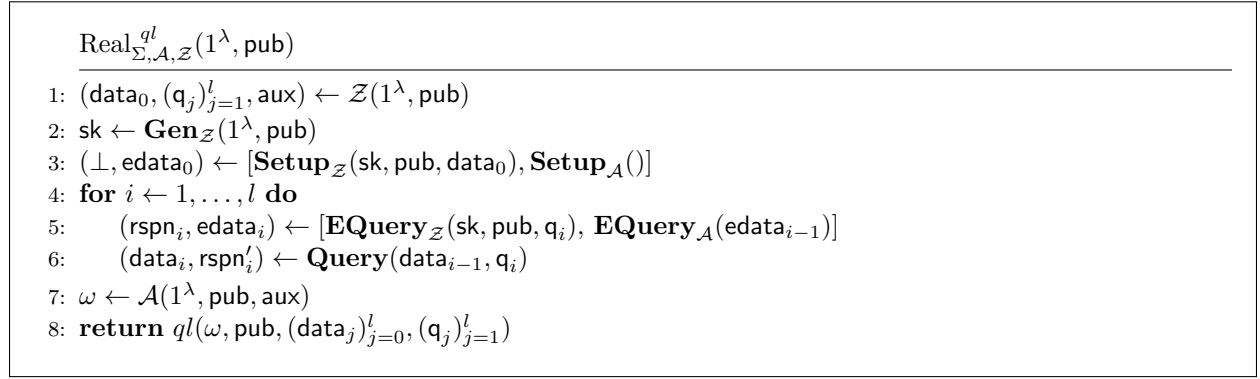 Real^{ql}_{Σ,𝒜,𝒵}(1^λ, pub)
1: (data_0, (q_j)^l_{j=1}, aux) ← 𝒵(1^λ, pub)
2: sk ← Gen_𝒵(1^λ, pub)
3: (⊥, edata_0) ← [Setup_𝒵(sk, pub, data_0), Setup_𝒜()]
4: for i ← 1, . . . , l do
5: (rspn_i, edata_i) ← [EQuery_𝒵(sk, pub, q_i), EQuery_𝒜(edata_{i−1})]
6: (data_i, rspn′_i) ← Query(data_{i−1}, q_i)
7: ω ← 𝒜(1^λ, pub, aux)
8: return ql(ω, pub, (data_j)^l_{j=0}, (q_j)^l_{j=1})